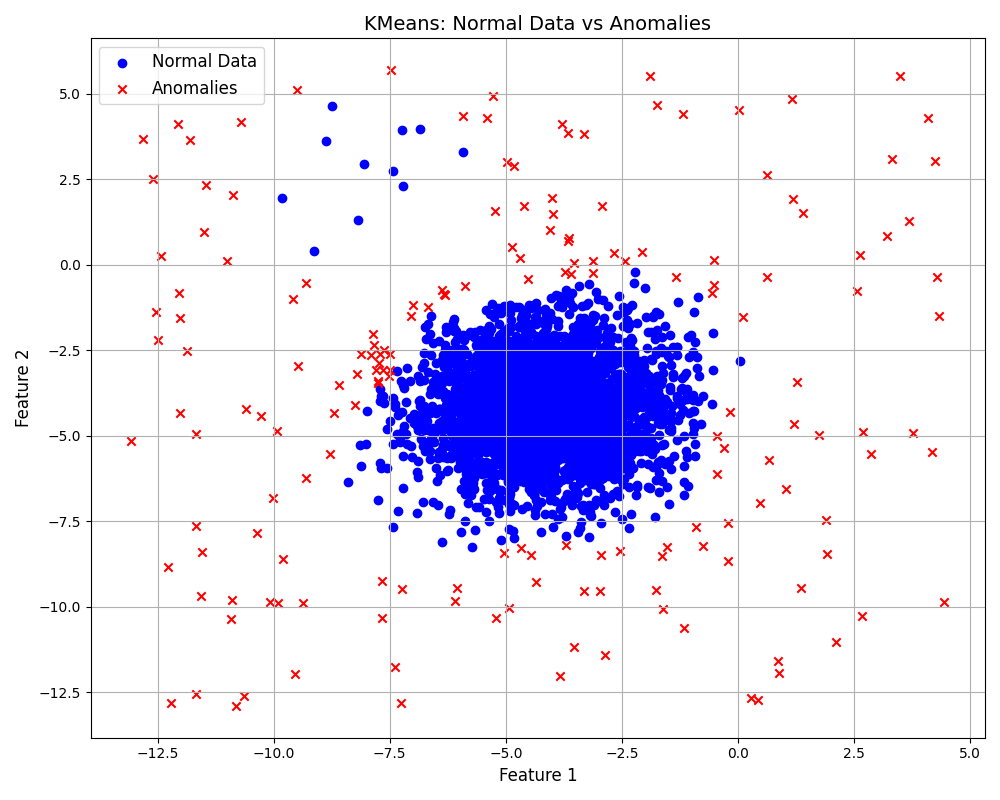 KMeans: Normal Data vs Anomalies
Normal Data
Anomalies
5.0
2.5
0.0
−2.5
−5.0
−7.5
−10.0
−12.5
Feature 2
−12.5 −10.0 −7.5 −5.0 −2.5 0.0 2.5 5.0
Feature 1